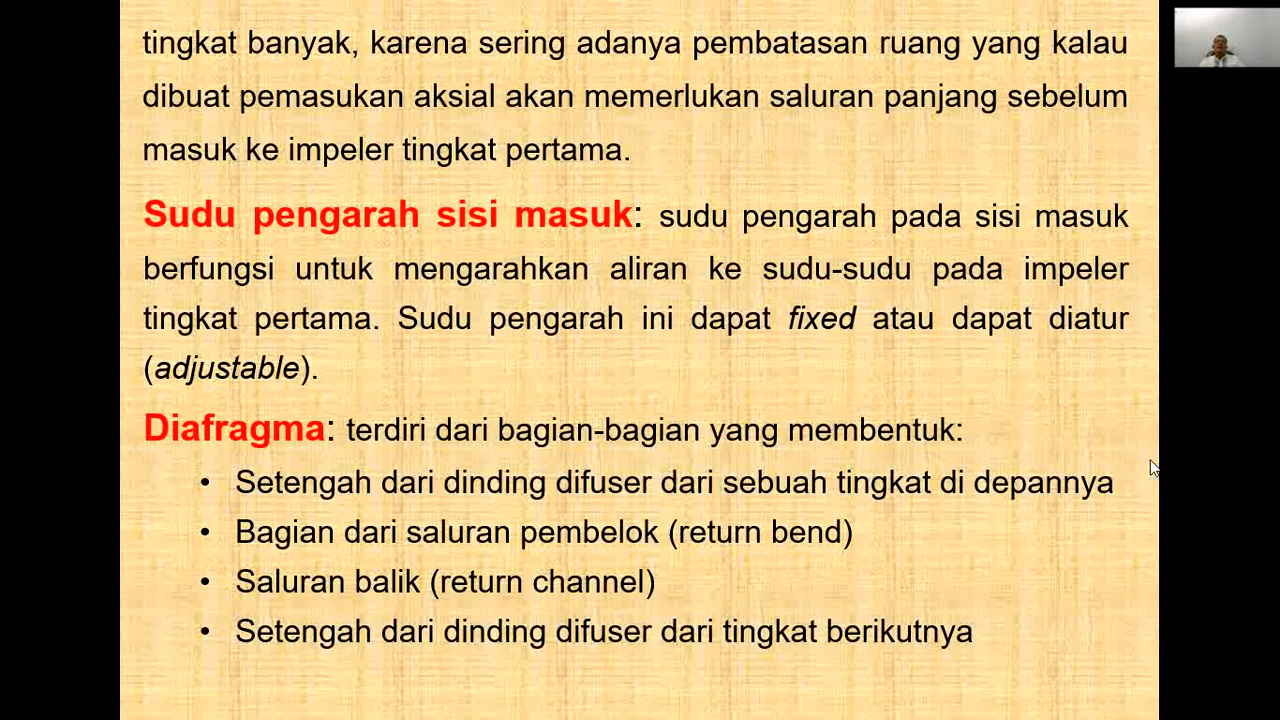 tingkat banyak, karena sering adanya pembatasan ruang yang kalau
dibuat pemasukan aksial akan memerlukan saluran panjang sebelum
masuk ke impeler tingkat pertama.
Sudu pengarah sisi masuk: sudu pengarah pada sisi masuk
berfungsi untuk mengarahkan aliran ke sudu-sudu pada impeler
tingkat pertama. Sudu pengarah ini dapat fixed atau dapat diatur
(adjustable).
Diafragma: terdiri dari bagian-bagian yang membentuk:
• Setengah dari dinding difuser dari sebuah tingkat di depannya
• Bagian dari saluran pembelok (return bend)
• Saluran balik (return channel)
• Setengah dari dinding difuser dari tingkat berikutnya